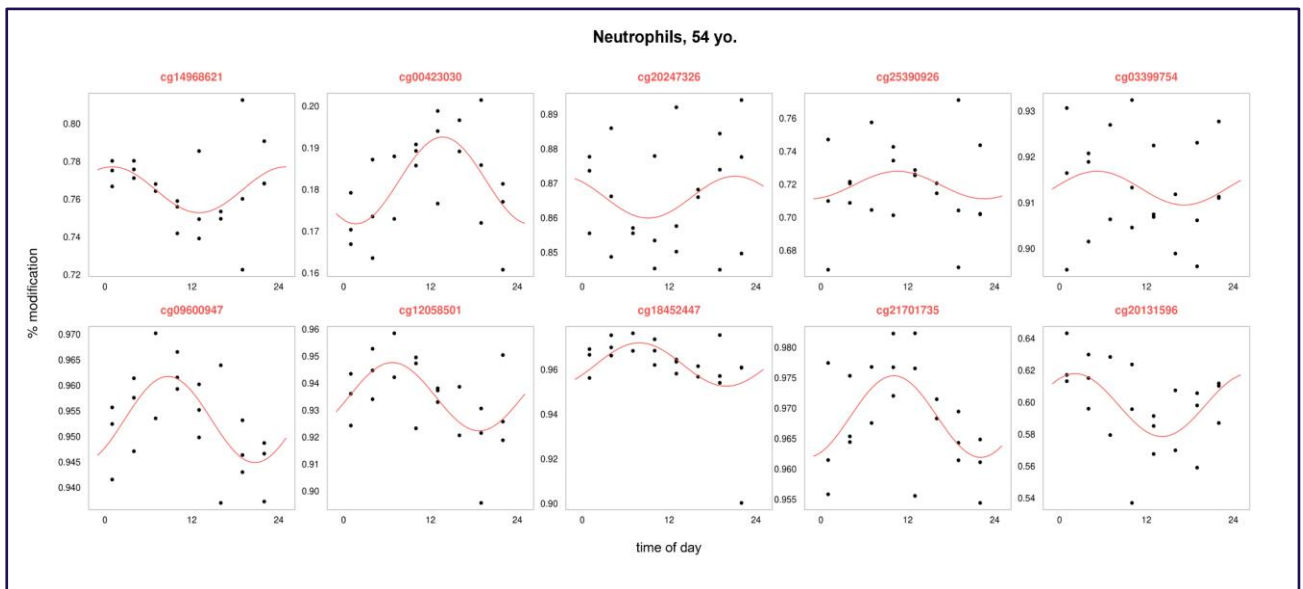 Neutrophils, 54 yo.
cg14968621 cg00423030 cg20247326 cg25390926 cg03399754
0.80 0.78 0.76 0.74 0.72
0.20 0.19 0.18 0.17 0.16
0.89 0.88 0.87 0.86 0.85
0.76 0.74 0.72 0.70 0.68
0.93 0.92 0.91 0.90
0 12 24 0 12 24 0 12 24 0 12 24 0 12 24
% modification
cg09600947 cg12058501 cg18452447 cg21701735 cg20131596
0.970 0.965 0.960 0.955 0.950 0.945 0.940
0.96 0.95 0.94 0.93 0.92 0.91 0.90
0.96 0.94 0.92 0.90
0.980 0.975 0.970 0.965 0.960 0.955
0.64 0.62 0.60 0.58 0.56 0.54
0 12 24 0 12 24 0 12 24 0 12 24 0 12 24
time of day